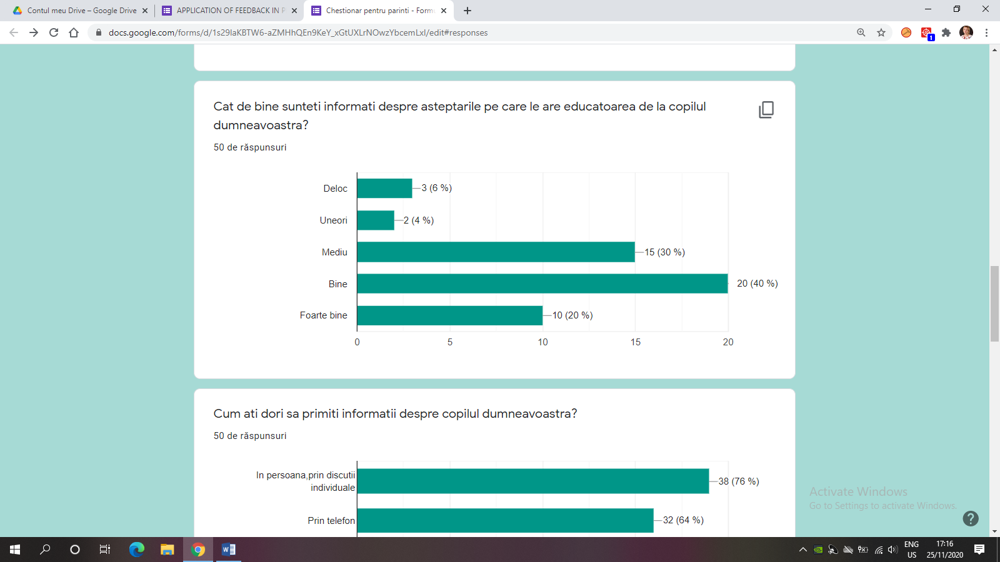 Contul meu Drive – Google Drive
APPLICATION OF FEEDBACK IN P
Chestionar pentru parinti - Form
docs.google.com/forms/d/1s29IaKBTW6-aZMHhQEn9KeY_xGtUXLrNOwzYbcemLxI/edit#responses
1
Cat de bine sunteti informati despre asteptarile pe care le are educatoarea de la copilul
dumneavoastra?
50 de răspunsuri
Deloc
3 (6 %)
Uneori
2 (4 %)
Mediu
15 (30 %)
Bine
20 (40 %)
Foarte bine
10 (20 %)
0 5 10 15 20
Cum ati dori sa primiti informatii despre copilul dumneavoastra?
50 de răspunsuri
In persoana,prin discutii
individuale
38 (76 %)
Prin telefon
32 (64 %)
Activate Windows
Go to Settings to activate Windows.
ENG
US
17:16
25/11/2020